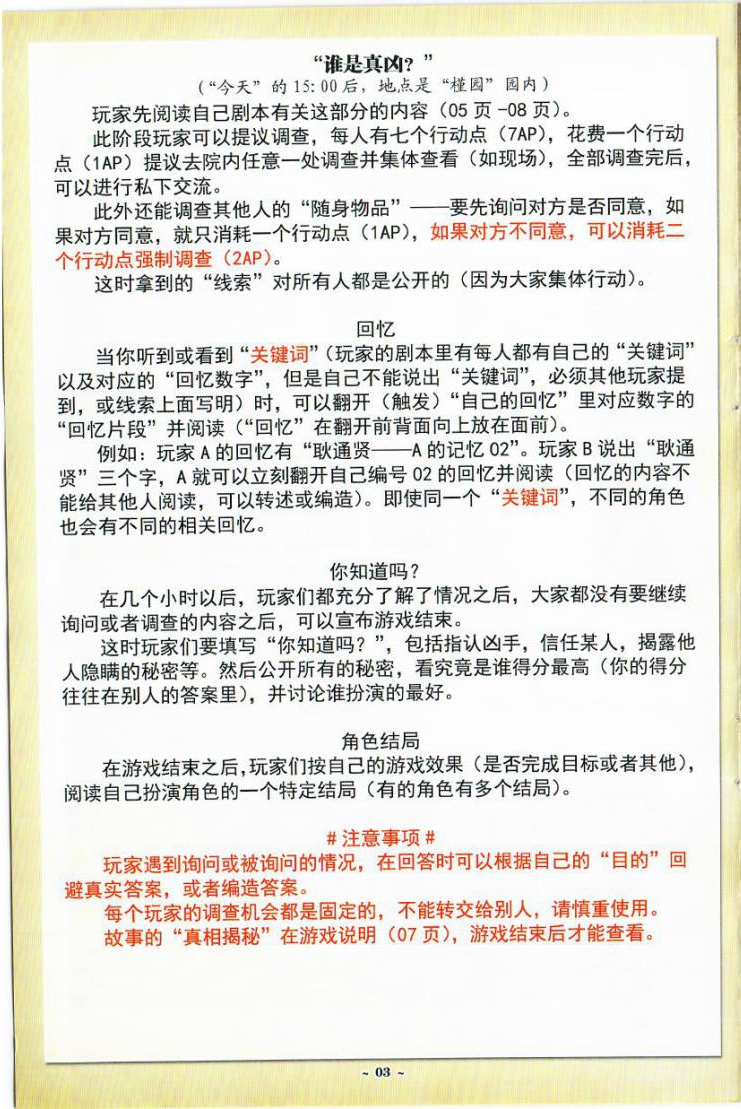 “谁是真凶？”
（“今天”的15:00后，地点是“槿园”园内）
玩家先阅读自己剧本有关这部分的内容（05页-08页）。
此阶段玩家可以提议调查，每人有七个行动点（7AP），花费一个行动
点（1AP）提议去院内任意一处调查并集体查看（如现场），全部调查完后，
可以进行私下交流。
此外还能调查其他人的“随身物品”——要先询问对方是否同意，如
果对方同意，就只消耗一个行动点（1AP），如果对方不同意，可以消耗二
个行动点强制调查（2AP）。
这时拿到的“线索”对所有人都是公开的（因为大家集体行动）。
回忆
当你听到或看到“关键词”（玩家的剧本里有每人都有自己的“关键词”
以及对应的“回忆数字”，但是自己不能说出“关键词”，必须其他玩家提
到，或线索上面写明）时，可以翻开（触发）“自己的回忆”里对应数字的
“回忆片段”并阅读（“回忆”在翻开前背面向上放在面前）。
例如：玩家A的回忆有“耿通贤——A的记忆02”。玩家B说出“耿通
贤”三个字，A就可以立刻翻开自己编号02的回忆并阅读（回忆的内容不
能给其他人阅读，可以转述或编造）。即使同一个“关键词”，不同的角色
也会有不同的相关回忆。
你知道吗？
在几个小时以后，玩家们都充分了解了情况之后，大家都没有要继续
询问或者调查的内容之后，可以宣布游戏结束。
这时玩家们要填写“你知道吗？”，包括指认凶手，信任某人，揭露他
人隐瞒的秘密等。然后公开所有的秘密，看究竟是谁得分最高（你的得分
往往在别人的答案里），并讨论谁扮演的最好。
角色结局
在游戏结束之后，玩家们按自己的游戏效果（是否完成目标或者其他），
阅读自己扮演角色的一个特定结局（有的角色有多个结局）。
#注意事项#
玩家遇到询问或被询问的情况，在回答时可以根据自己的“目的”回
避真实答案，或者编造答案。
每个玩家的调查机会都是固定的，不能转交给别人，请慎重使用。
故事的“真相揭秘”在游戏说明（07页），游戏结束后才能查看。
~ 03 ~